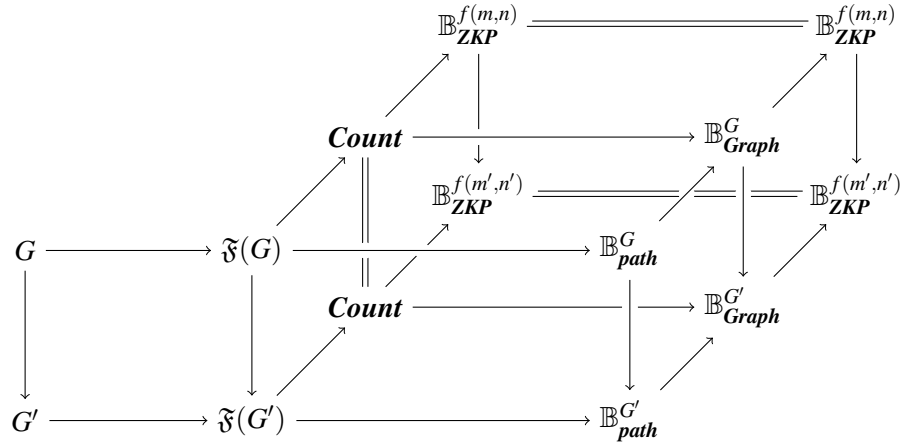 𝔹^{f(m,n)}_{ZKP} 𝔹^{f(m,n)}_{ZKP}
Count 𝔹^{G}_{Graph}
𝔹^{f(m′,n′)}_{ZKP} 𝔹^{f(m′,n′)}_{ZKP}
G 𝔉(G) 𝔹^{G}_{path}
Count 𝔹^{G′}_{Graph}
G′ 𝔉(G′) 𝔹^{G′}_{path}